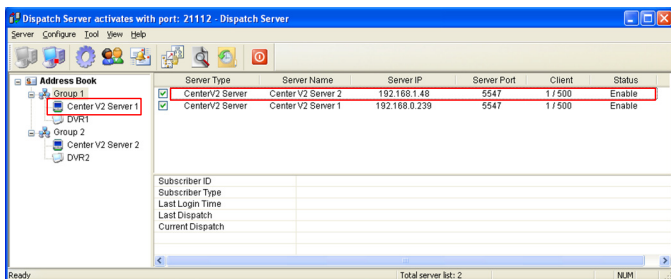 Dispatch Server activates with port: 21112 - Dispatch Server
Server Configure Tool View Help
Address Book
Group 1
Center V2 Server 1
DVR1
Group 2
Center V2 Server 2
DVR2
Server Type Server Name Server IP Server Port Client Status
CenterV2 Server Center V2 Server 2 192.168.1.48 5547 1 / 500 Enable
CenterV2 Server Center V2 Server 1 192.168.0.239 5547 1 / 500 Enable
Subscriber ID
Subscriber Type
Last Login Time
Last Dispatch
Current Dispatch
Ready Total server list: 2 NUM